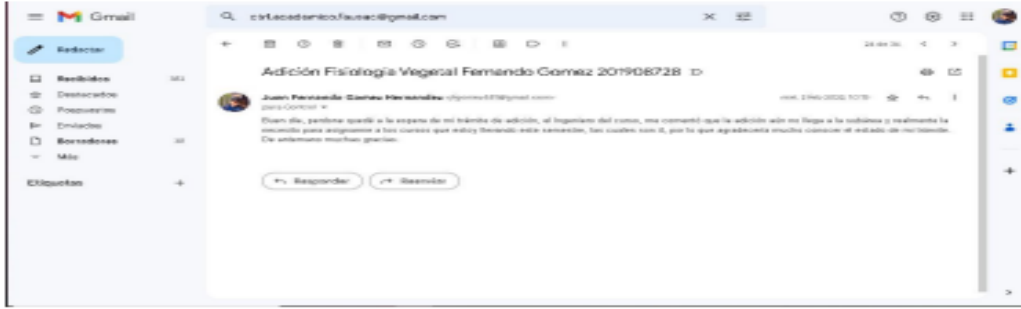 Gmail
ctrl.academico.fausac@gmail.com
Redactar
Recibidos
Destacados
Pospuestos
Enviados
Borradores
Más
Etiquetas
Adición Fisiologia Vegetal Fernando Gomez 201908728
Juan Fernando Gomez Hernandez
para Control
Buen día, perdone quedé a la espera de mi trámite de adición, el Ingeniero del curso, me comentó que la adición aún no llega a la subárea y realmente la
necesito para asignarme a los cursos que estoy llevando este semestre, los cuales son 8, por lo que agradecería mucho conocer el estado de mi trámite.
De antemano muchas gracias.
Responder
Reenviar